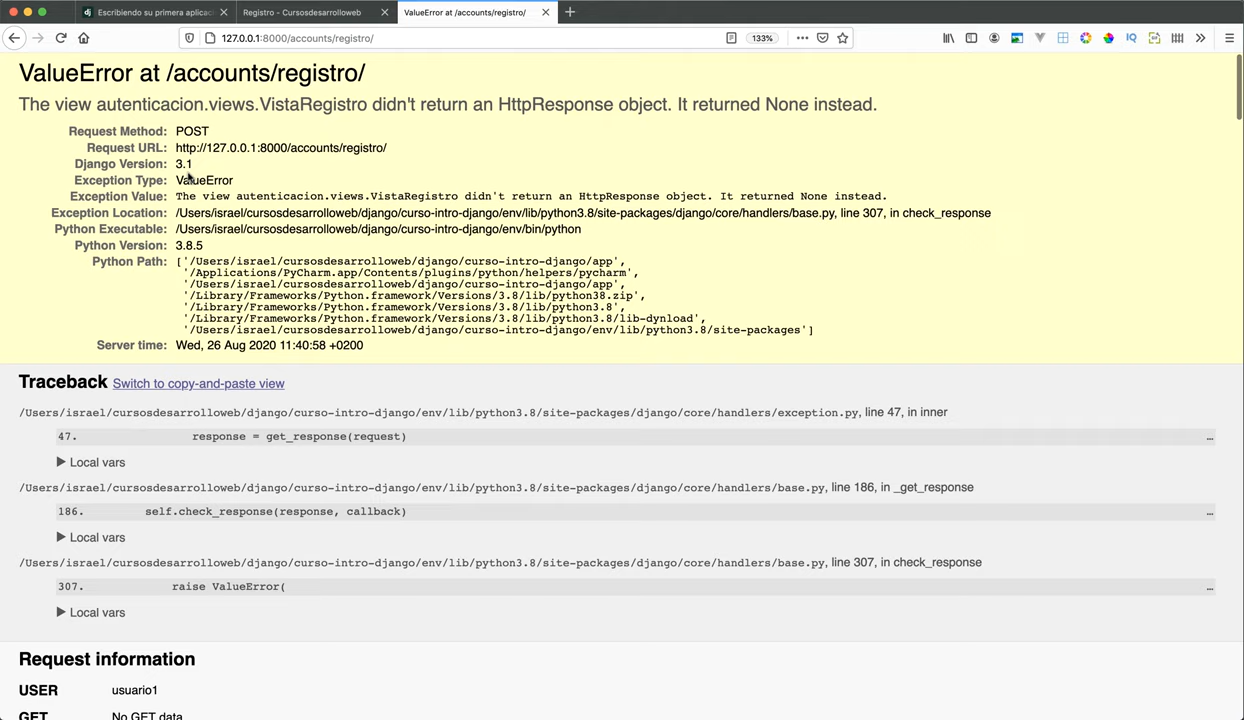 Escribiendo su primera aplicac
Registro - Cursosdesarrolloweb
ValueError at /accounts/registro/
127.0.0.1:8000/accounts/registro/
133%
IQ
ValueError at /accounts/registro/
The view autenticacion.views.VistaRegistro didn't return an HttpResponse object. It returned None instead.
Request Method: POST
Request URL: http://127.0.0.1:8000/accounts/registro/
Django Version: 3.1
Exception Type: ValueError
Exception Value: The view autenticacion.views.VistaRegistro didn't return an HttpResponse object. It returned None instead.
Exception Location: /Users/israel/cursosdesarrolloweb/django/curso-intro-django/env/lib/python3.8/site-packages/django/core/handlers/base.py, line 307, in check_response
Python Executable: /Users/israel/cursosdesarrolloweb/django/curso-intro-django/env/bin/python
Python Version: 3.8.5
Python Path: ['/Users/israel/cursosdesarrolloweb/django/curso-intro-django/app',
'/Applications/PyCharm.app/Contents/plugins/python/helpers/pycharm',
'/Users/israel/cursosdesarrolloweb/django/curso-intro-django/app',
'/Library/Frameworks/Python.framework/Versions/3.8/lib/python38.zip',
'/Library/Frameworks/Python.framework/Versions/3.8/lib/python3.8',
'/Library/Frameworks/Python.framework/Versions/3.8/lib/python3.8/lib-dynload',
'/Users/israel/cursosdesarrolloweb/django/curso-intro-django/env/lib/python3.8/site-packages']
Server time: Wed, 26 Aug 2020 11:40:58 +0200
Traceback Switch to copy-and-paste view
/Users/israel/cursosdesarrolloweb/django/curso-intro-django/env/lib/python3.8/site-packages/django/core/handlers/exception.py, line 47, in inner
47. response = get_response(request) …
▶ Local vars
/Users/israel/cursosdesarrolloweb/django/curso-intro-django/env/lib/python3.8/site-packages/django/core/handlers/base.py, line 186, in _get_response
186. self.check_response(response, callback) …
▶ Local vars
/Users/israel/cursosdesarrolloweb/django/curso-intro-django/env/lib/python3.8/site-packages/django/core/handlers/base.py, line 307, in check_response
307. raise ValueError( …
▶ Local vars
Request information
USER usuario1
GET No GET data